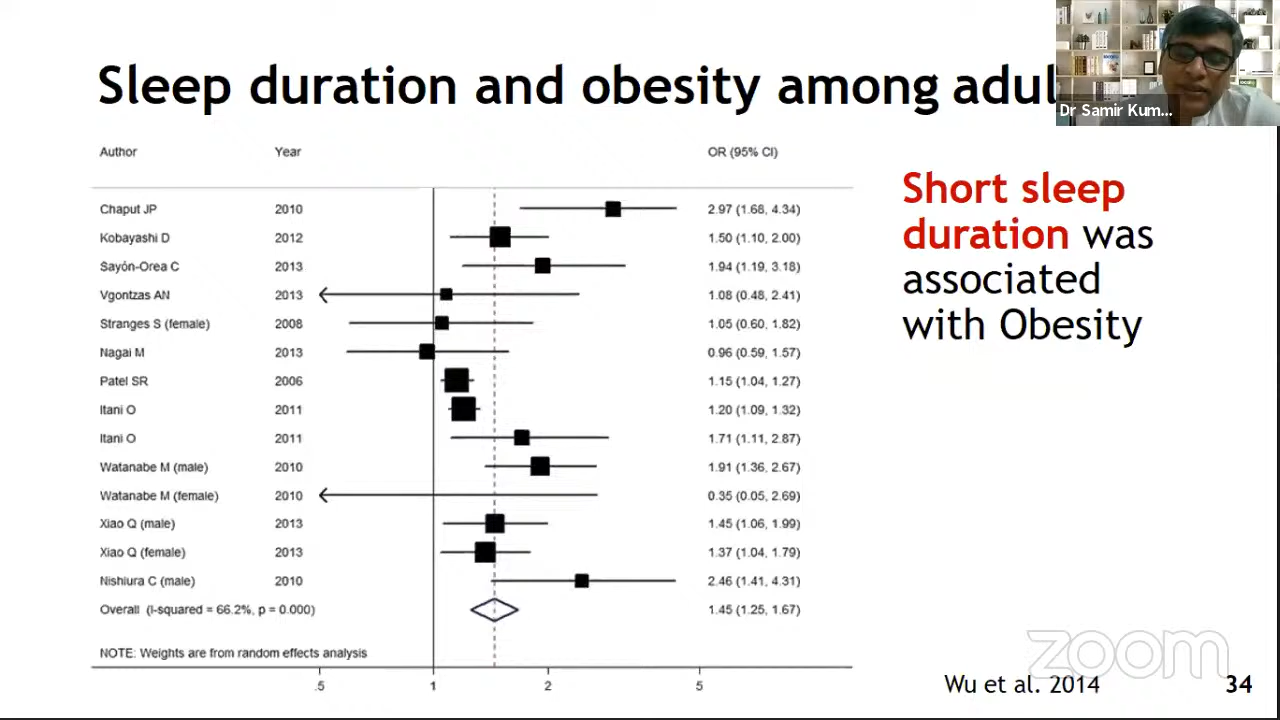 Sleep duration and obesity among adul
Dr Samir Kum...
Author Year OR (95% CI)
Chaput JP 2010 2.97 (1.68, 4.34)
Kobayashi D 2012 1.50 (1.10, 2.00)
Sayón-Orea C 2013 1.94 (1.19, 3.18)
Vgontzas AN 2013 1.08 (0.48, 2.41)
Stranges S (female) 2008 1.05 (0.60, 1.82)
Nagai M 2013 0.96 (0.59, 1.57)
Patel SR 2006 1.15 (1.04, 1.27)
Itani O 2011 1.20 (1.09, 1.32)
Itani O 2011 1.71 (1.11, 2.87)
Watanabe M (male) 2010 1.91 (1.36, 2.67)
Watanabe M (female) 2010 0.35 (0.05, 2.69)
Xiao Q (male) 2013 1.45 (1.06, 1.99)
Xiao Q (female) 2013 1.37 (1.04, 1.79)
Nishiura C (male) 2010 2.46 (1.41, 4.31)
Overall (I-squared = 66.2%, p = 0.000) 1.45 (1.25, 1.67)
NOTE: Weights are from random effects analysis
.5 1 2 5
Short sleep
duration was
associated
with Obesity
zoom
Wu et al. 2014 34